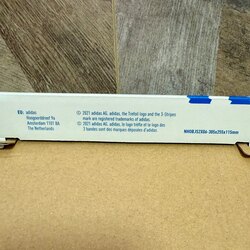 EU: adidas
Hoogoorddreef 9a
Amsterdam 1101 BA
The Netherlands
© 2021 adidas AG. adidas, the Trefoil logo and the 3-Stripes
mark are registered trademarks of adidas.
© 2021 adidas AG. adidas, le logo trèfle et le logo des
3 bandes sont des marques déposées d'adidas.
305x255x115mm